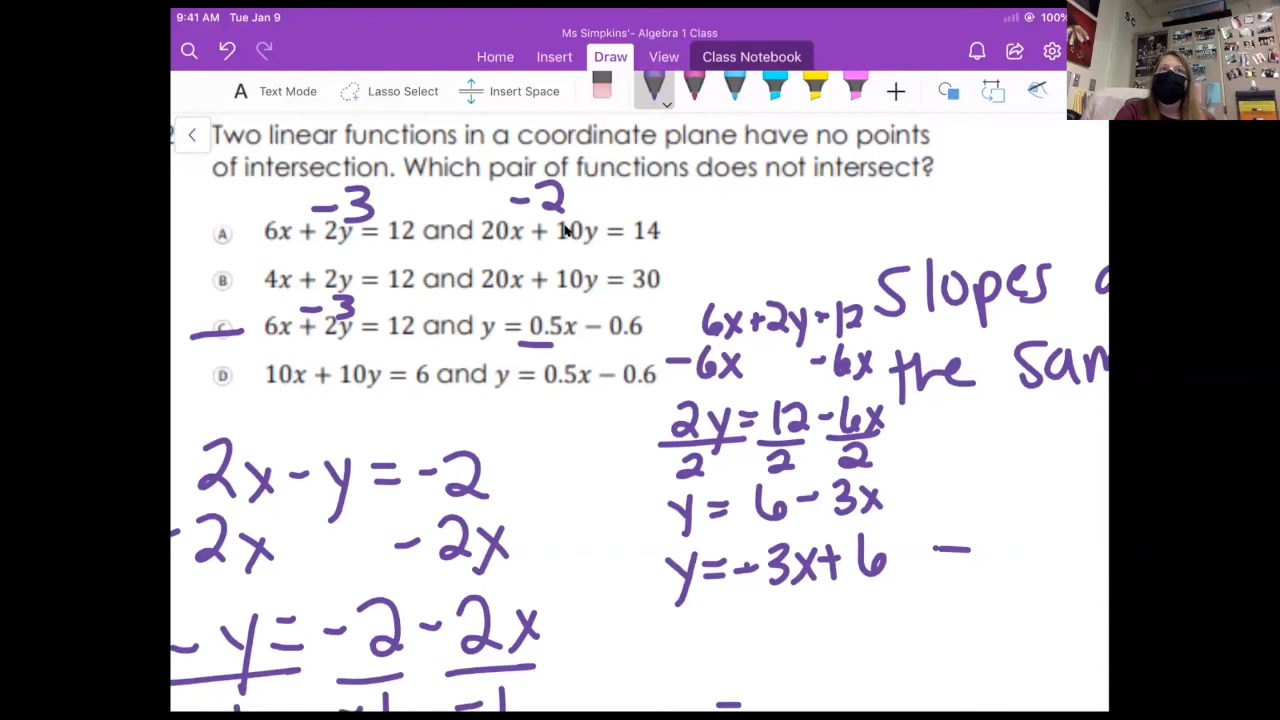 9:41 AM Tue Jan 9
100%
Ms Simpkins'- Algebra 1 Class
Home Insert Draw View Class Notebook
A Text Mode Lasso Select Insert Space
Two linear functions in a coordinate plane have no points
of intersection. Which pair of functions does not intersect?
-3 -2
A 6x + 2y = 12 and 20x + 10y = 14
B 4x + 2y = 12 and 20x + 10y = 30
-3
C 6x + 2y = 12 and y = 0.5x − 0.6
D 10x + 10y = 6 and y = 0.5x − 0.6
Slopes
the
6x+2y=12
-6x -6x
2y = 12 - 6x
2 2 2
y = 6 - 3x
y = -3x + 6 -
2x - y = -2
-2x -2x
- y = -2 - 2x
SC